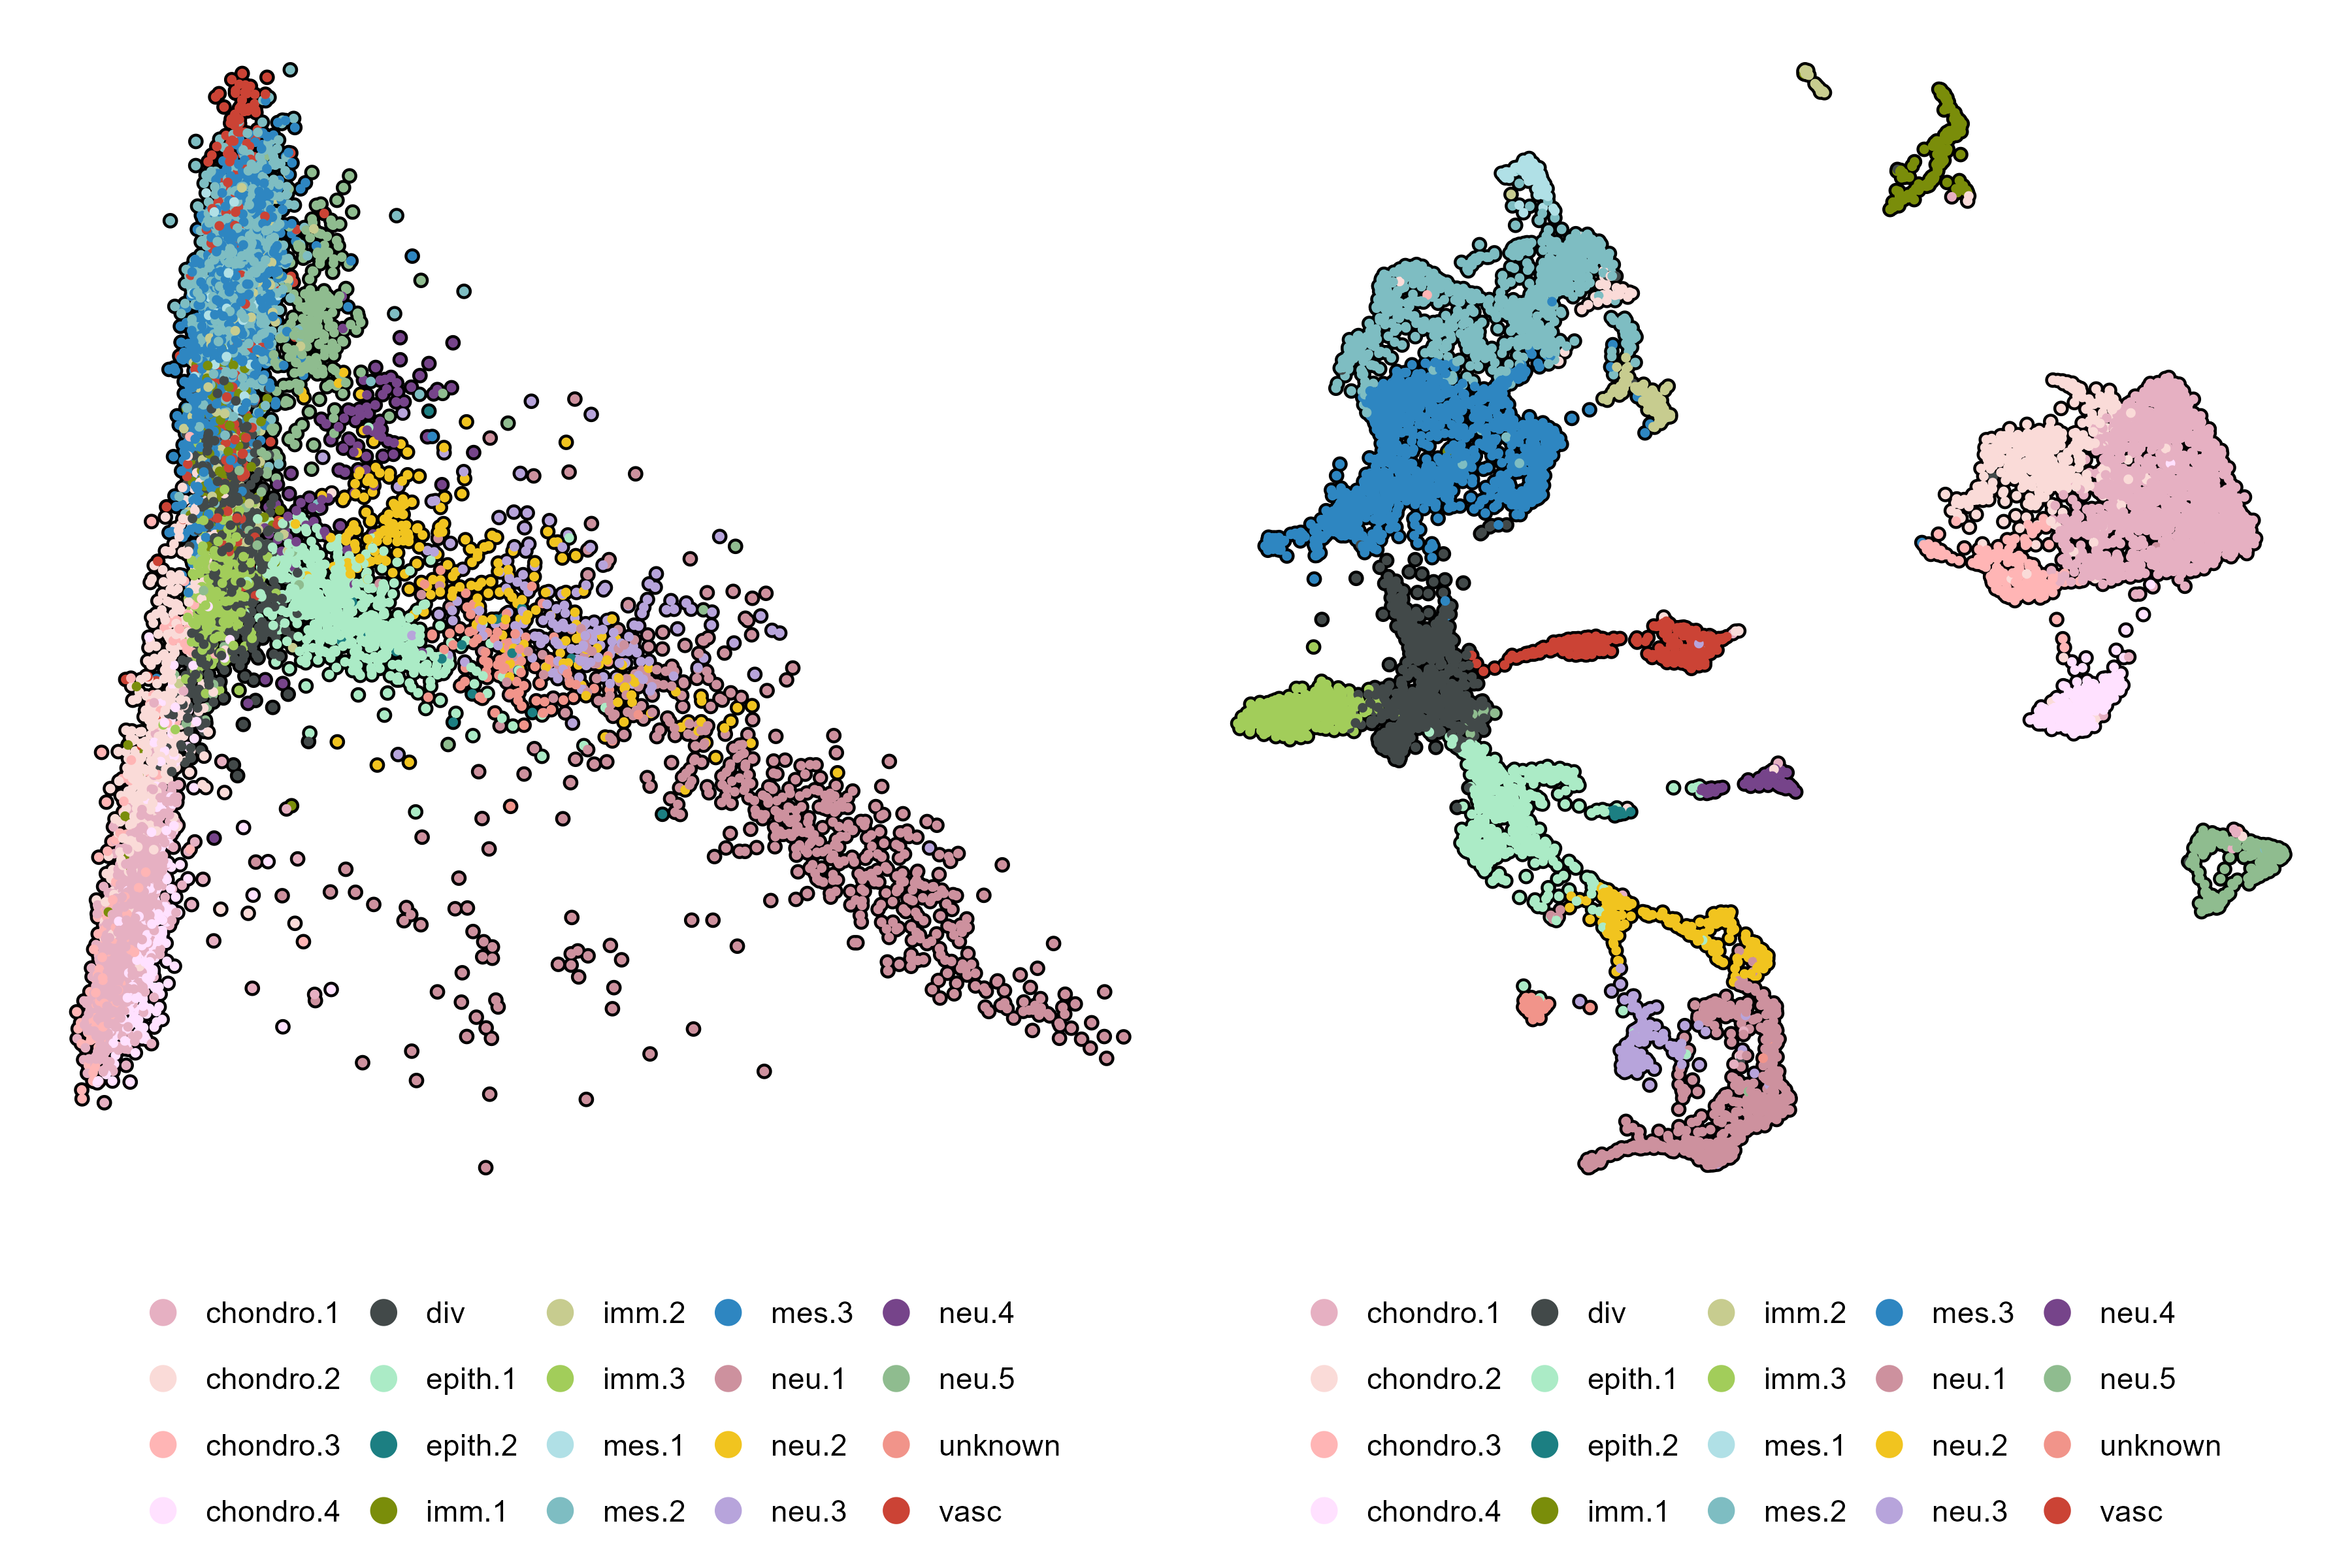 chondro.1 div imm.2 mes.3 neu.4
chondro.2 epith.1 imm.3 neu.1 neu.5
chondro.3 epith.2 mes.1 neu.2 unknown
chondro.4 imm.1 mes.2 neu.3 vasc
chondro.1 div imm.2 mes.3 neu.4
chondro.2 epith.1 imm.3 neu.1 neu.5
chondro.3 epith.2 mes.1 neu.2 unknown
chondro.4 imm.1 mes.2 neu.3 vasc